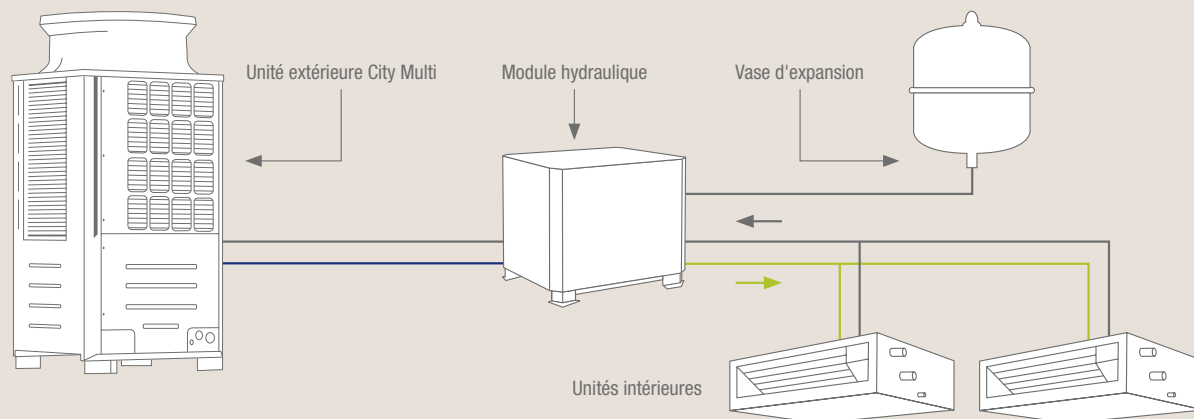 Unité extérieure City Multi
Module hydraulique
Vase d'expansion
Unités intérieures